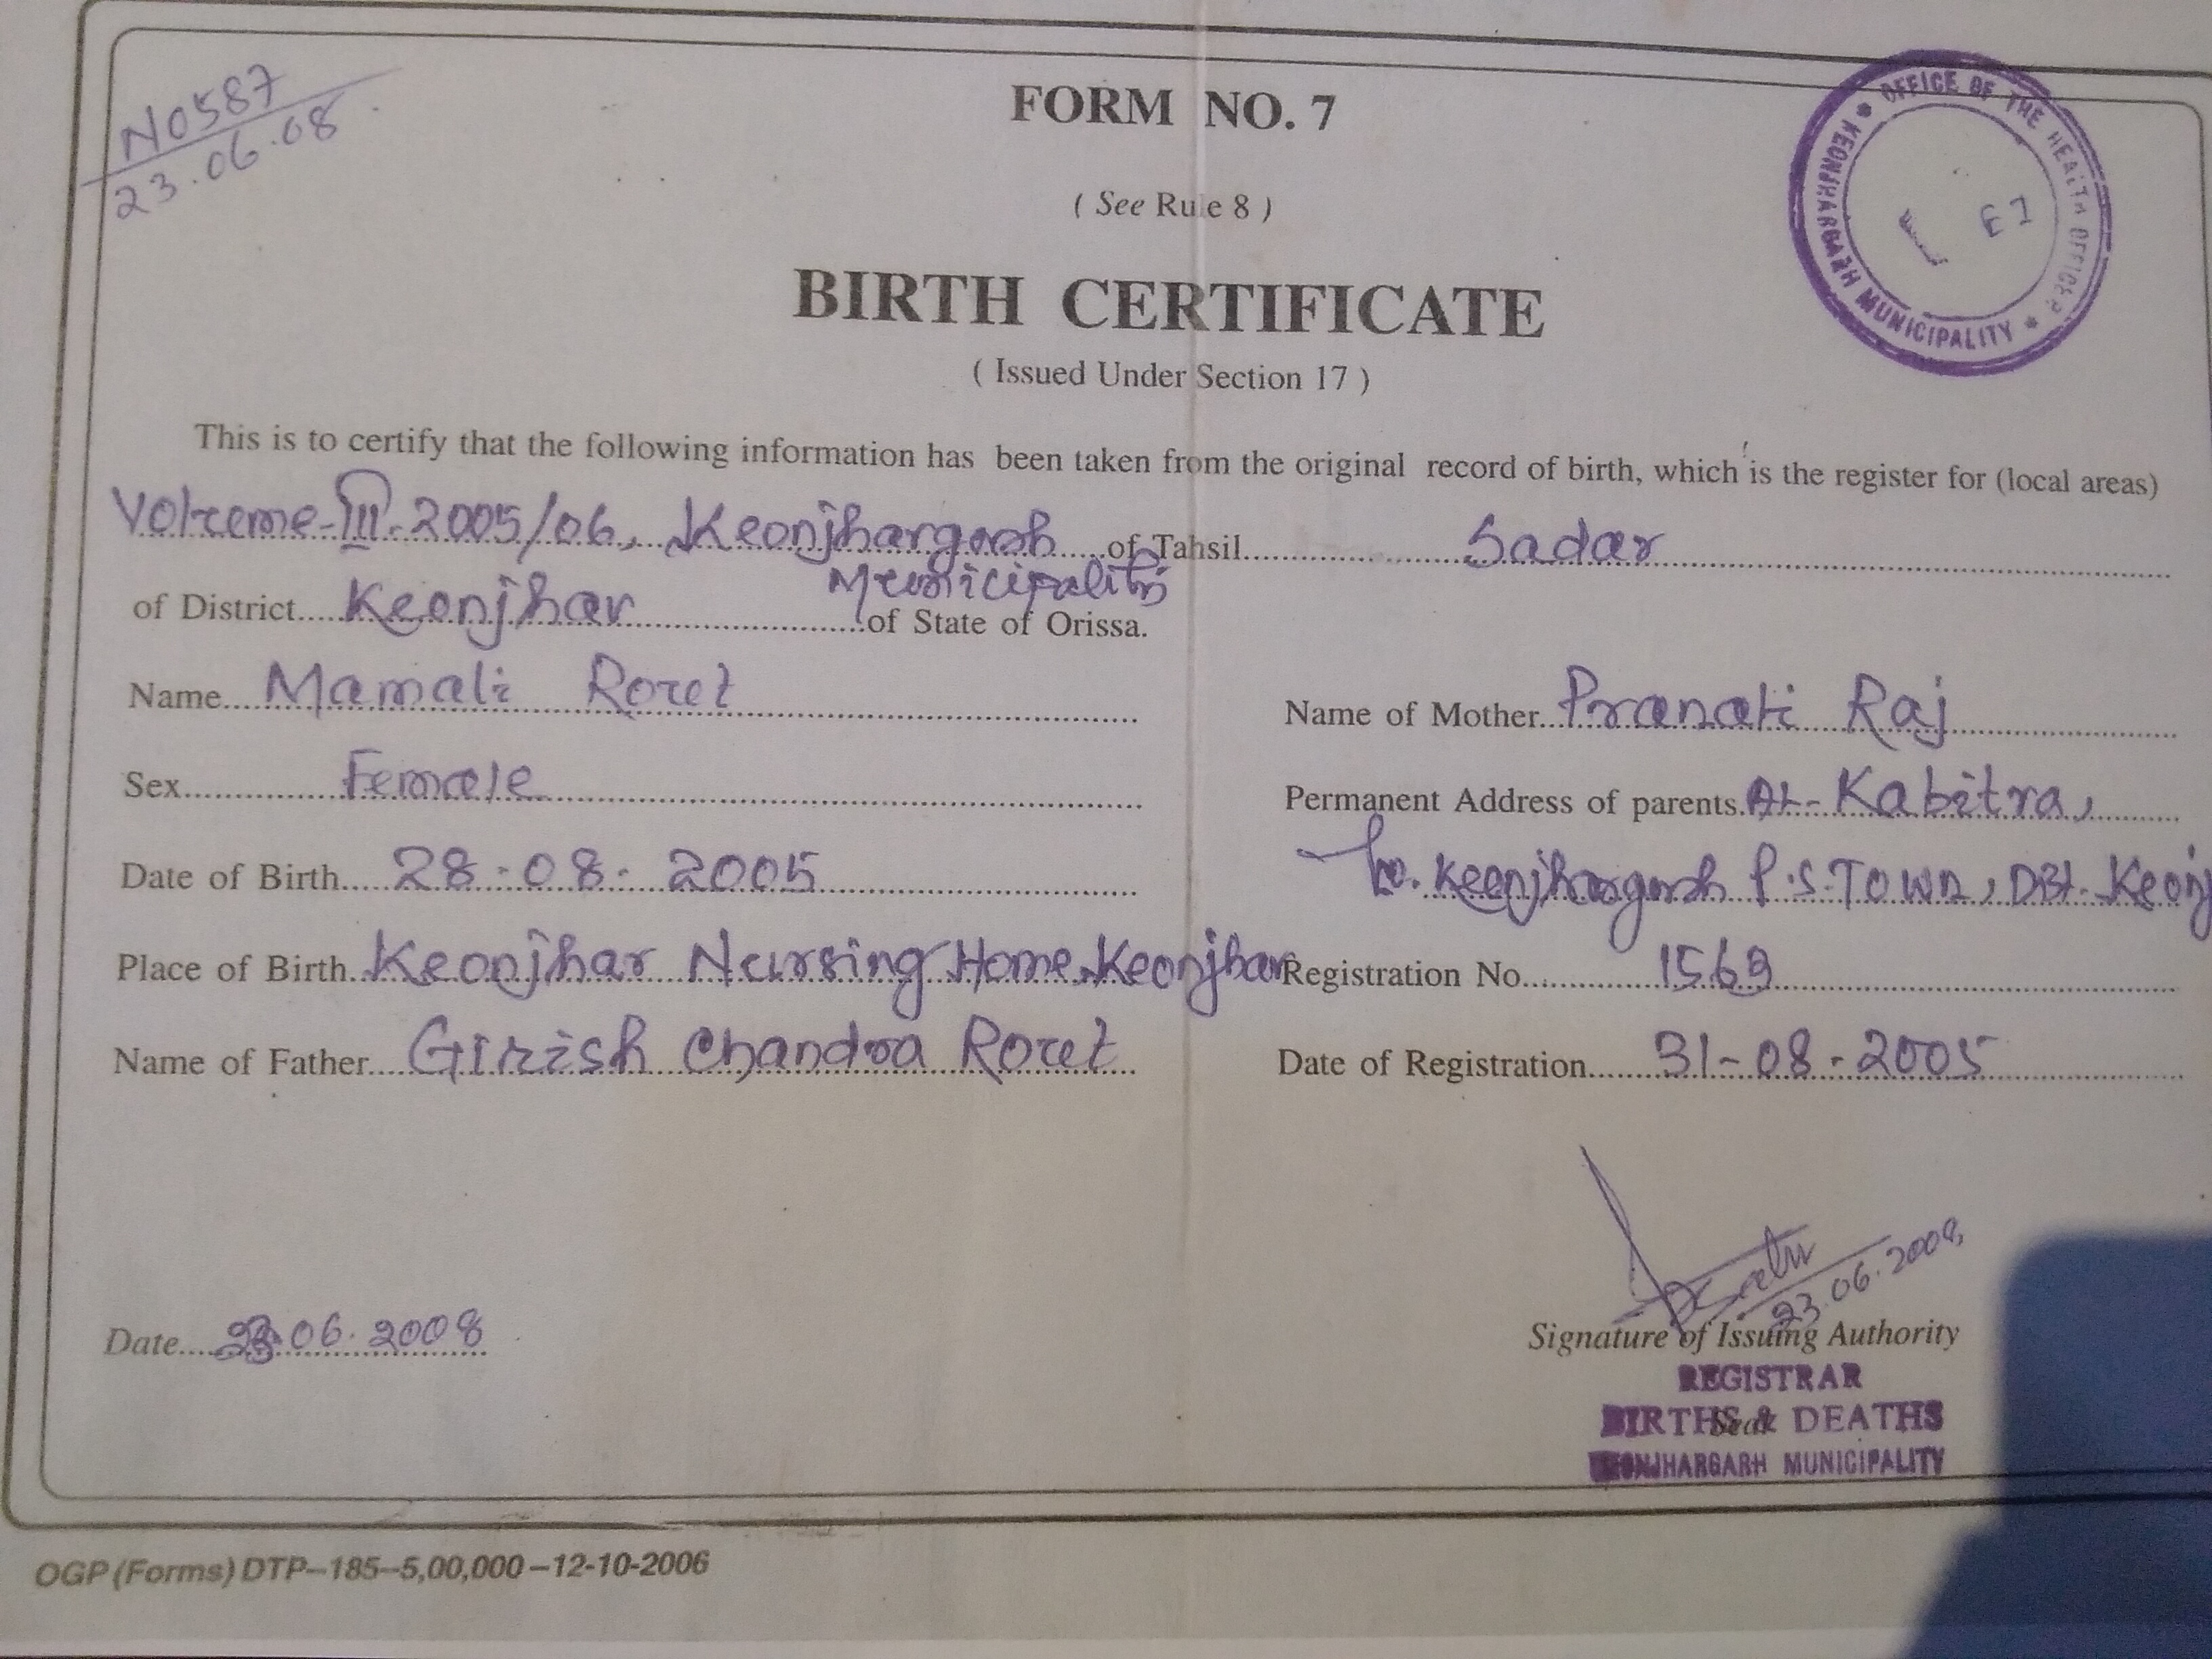 No 587
23.06.08
FORM NO. 7
( See Rule 8 )
OFFICE OF THE HEALTH OFFICER
* KEONJHARGARH MUNICIPALITY *
BIRTH CERTIFICATE
( Issued Under Section 17 )
This is to certify that the following information has been taken from the original record of birth, which is the register for (local areas)
Volume-III-2005/06, Keonjhargarh of Tahsil Sadar
Municipality
of District Keonjhar of State of Orissa.
Name Mamali Rout
Name of Mother Pranati Raj
Sex Female
Permanent Address of parents At- Kabitra,
Date of Birth 28-08-2005
Po. Keonjhargarh P.S-Town, Dist- Keonj
Place of Birth Keonjhar Nursing Home, Keonjhar
Registration No 1569
Name of Father Girish Chandra Rout
Date of Registration 31-08-2005
23.06.2008
Date 23.06.2008
Signature of Issuing Authority
REGISTRAR
Seal
BIRTHS & DEATHS
KEONJHARGARH MUNICIPALITY
OGP (Forms) DTP–185–5,00,000–12-10-2006